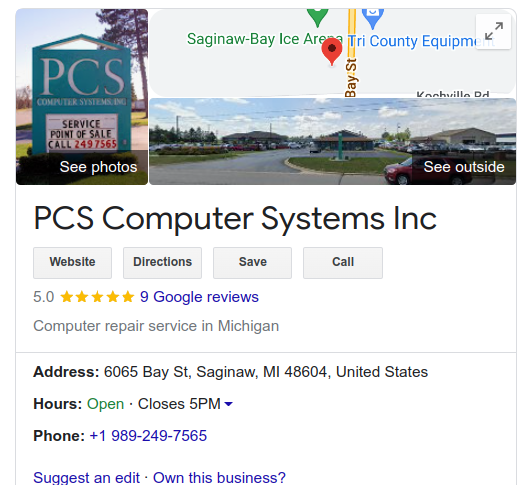 PCS
COMPUTER SYSTEMS, INC
SERVICE
POINT OF SALE
CALL 2497565
See photos
Saginaw-Bay Ice Arena
Tri County Equipment
Bay St
Kochville Rd
See outside
PCS Computer Systems Inc
Website Directions Save Call
5.0 9 Google reviews
Computer repair service in Michigan
Address: 6065 Bay St, Saginaw, MI 48604, United States
Hours: Open · Closes 5PM
Phone: +1 989-249-7565
Suggest an edit · Own this business?